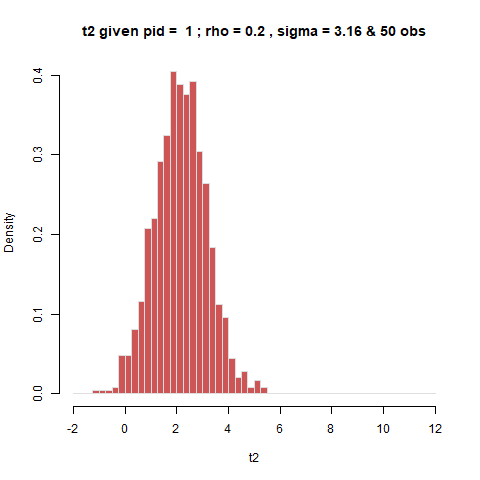 t2 given pid =  1 ; rho = 0.2 , sigma = 3.16 & 50 obs
0.4
0.3
0.2
0.1
0.0
Density
-2 0 2 4 6 8 10 12
t2